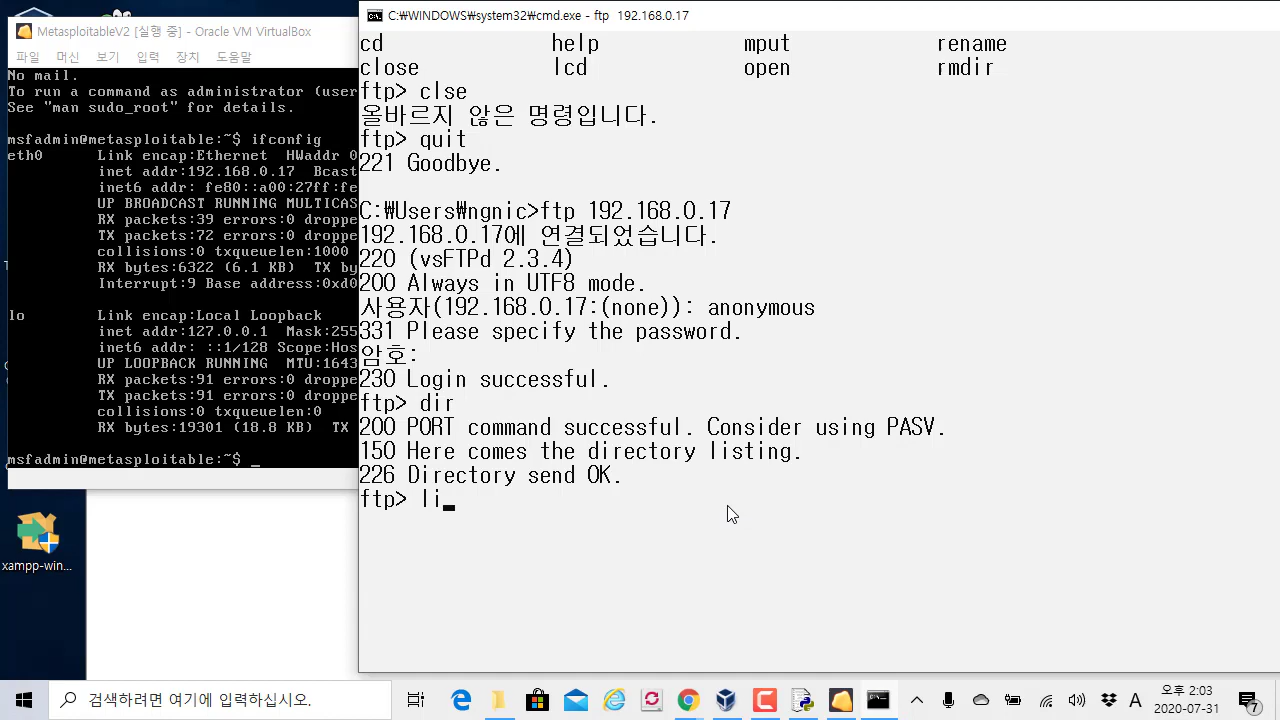 MetasploitableV2 [실행 중] - Oracle VM VirtualBox
파일 머신 보기 입력 장치 도움말
No mail.
To run a command as administrator (user
See "man sudo_root" for details.
msfadmin@metasploitable:~$ ifconfig
eth0 Link encap:Ethernet HWaddr 0
inet addr:192.168.0.17 Bcast
inet6 addr: fe80::a00:27ff:fe
UP BROADCAST RUNNING MULTICAS
RX packets:39 errors:0 droppe
TX packets:72 errors:0 droppe
collisions:0 txqueuelen:1000
RX bytes:6322 (6.1 KB) TX by
Interrupt:9 Base address:0xd0
lo Link encap:Local Loopback
inet addr:127.0.0.1 Mask:255
inet6 addr: ::1/128 Scope:Hos
UP LOOPBACK RUNNING MTU:1643
RX packets:91 errors:0 droppe
TX packets:91 errors:0 droppe
collisions:0 txqueuelen:0
RX bytes:19301 (18.8 KB) TX
msfadmin@metasploitable:~$ _
C:₩WINDOWS₩system32₩cmd.exe - ftp 192.168.0.17
cd help mput rename
close lcd open rmdir
ftp> clse
올바르지 않은 명령입니다.
ftp> quit
221 Goodbye.
C:₩Users₩ngnic>ftp 192.168.0.17
192.168.0.17에 연결되었습니다.
220 (vsFTPd 2.3.4)
200 Always in UTF8 mode.
사용자(192.168.0.17:(none)): anonymous
331 Please specify the password.
암호:
230 Login successful.
ftp> dir
200 PORT command successful. Consider using PASV.
150 Here comes the directory listing.
226 Directory send OK.
ftp> li
xampp-win...
검색하려면 여기에 입력하십시오.
A
오후 2:03
2020-07-31
7